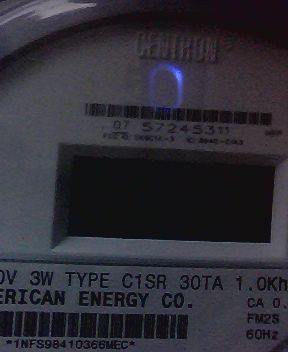 CENTRON
07 57245311
0V 3W TYPE C1SR 30TA 1.0Kh
ERICAN ENERGY CO.
CA 0.
FM2S
60Hz
*1NFS98410366MEC*